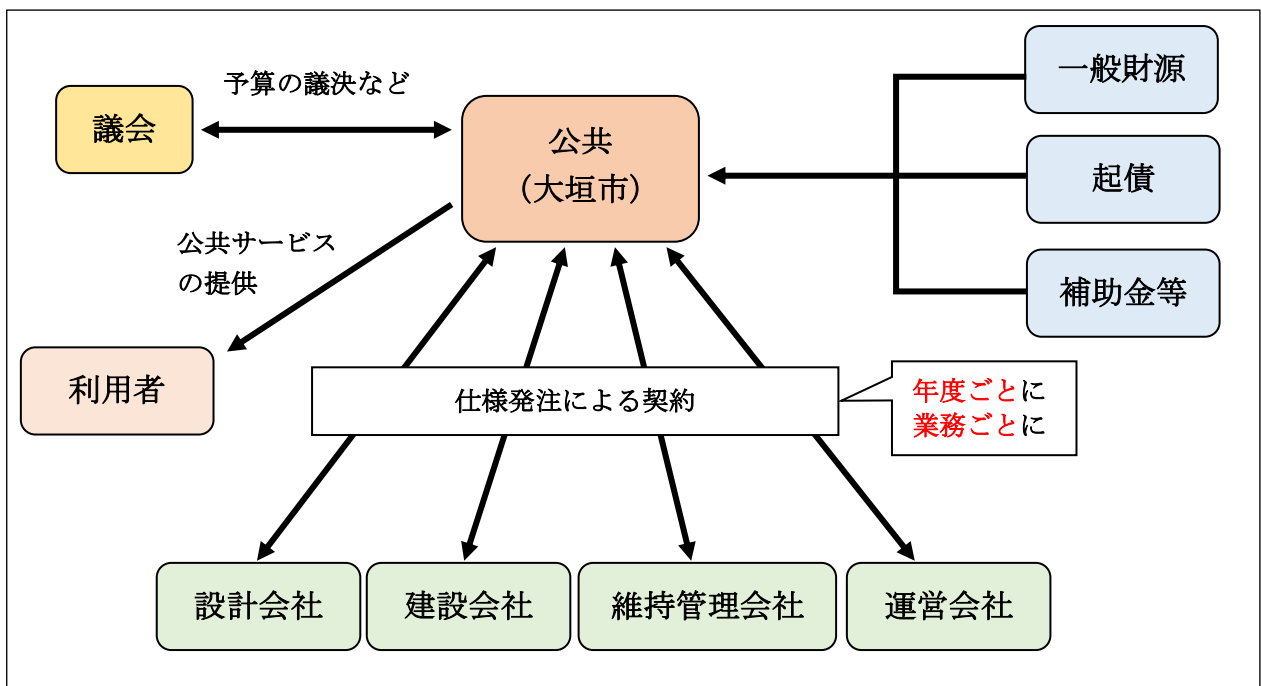 予算の議決など
議会
公共
（大垣市）
一般財源
起債
補助金等
公共サービス
の提供
利用者
仕様発注による契約
年度ごとに
業務ごとに
設計会社
建設会社
維持管理会社
運営会社